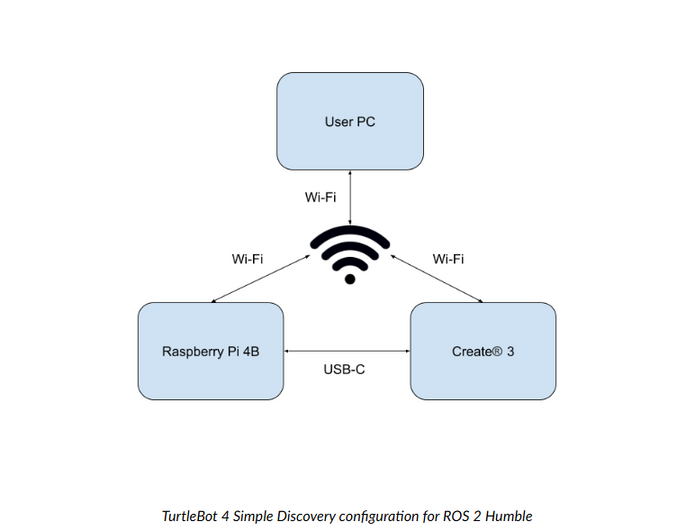 User PC
Wi-Fi
Wi-Fi
Wi-Fi
Raspberry Pi 4B
Create® 3
USB-C
TurtleBot 4 Simple Discovery configuration for ROS 2 Humble